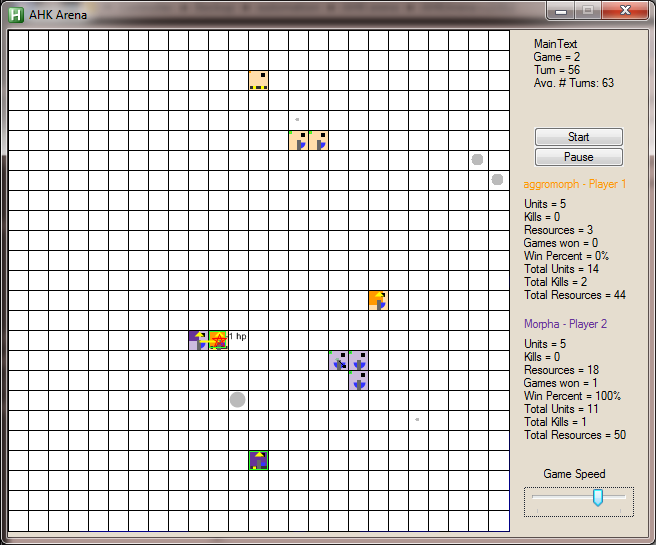 AHK Arena
MainText
Game = 2
Turn = 56
Avg. # Turns: 63
Start
Pause
aggromorph - Player 1
Units = 5
Kills = 0
Resources = 3
Games won = 0
Win Percent = 0%
Total Units = 14
Total Kills = 2
Total Resources = 44
-1 hp
Morpha - Player 2
Units = 5
Kills = 0
Resources = 18
Games won = 1
Win Percent = 100%
Total Units = 11
Total Kills = 1
Total Resources = 50
Game Speed